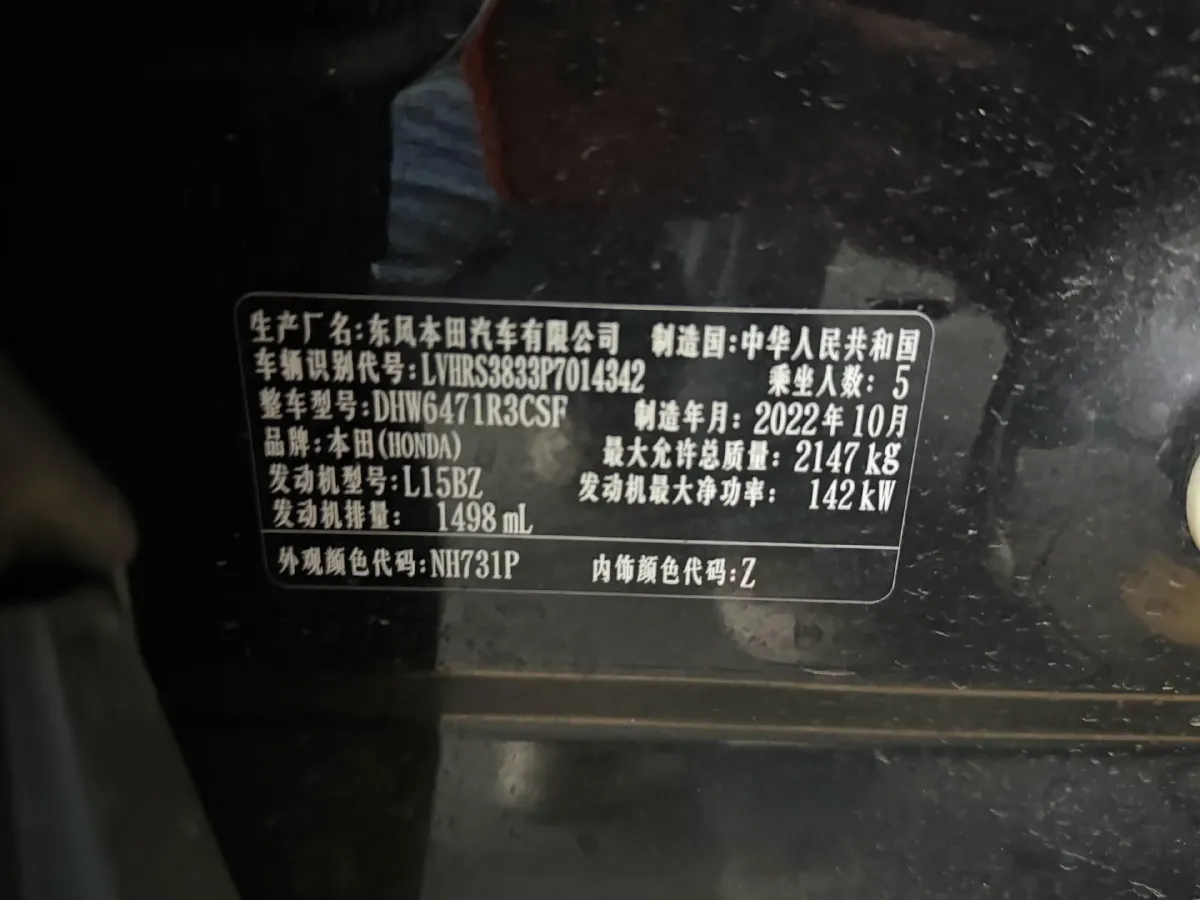 生产厂名:东风本田汽车有限公司 制造国:中华人民共和国
车辆识别代号:LVHRS3833P7014342 乘坐人数: 5
整车型号:DHW6471R3CSF 制造年月: 2022年10月
品牌:本田(HONDA) 最大允许总质量: 2147kg
发动机型号:L15BZ 发动机最大净功率: 142kW
发动机排量: 1498mL
外观颜色代码:NH731P 内饰颜色代码:Z